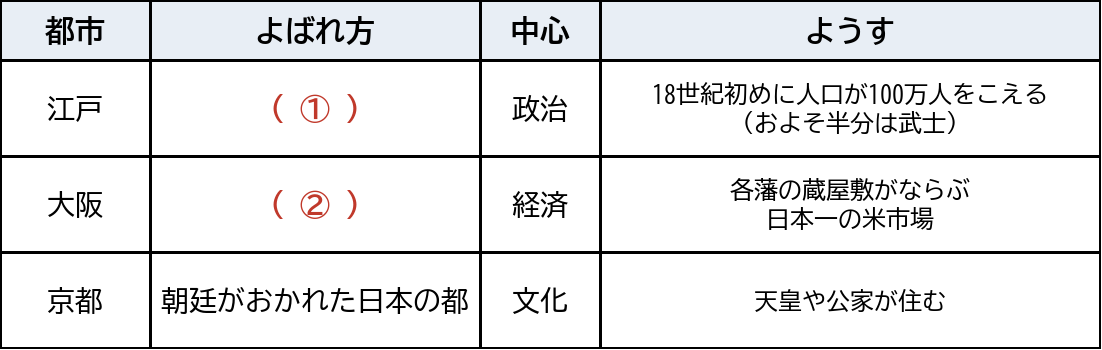 都市 よばれ方 中心 ようす
江戸 ( ① ) 政治 18世紀初めに人口が100万人をこえる
(およそ半分は武士)
大阪 ( ② ) 経済 各藩の蔵屋敷がならぶ
日本一の米市場
京都 朝廷がおかれた日本の都 文化 天皇や公家が住む